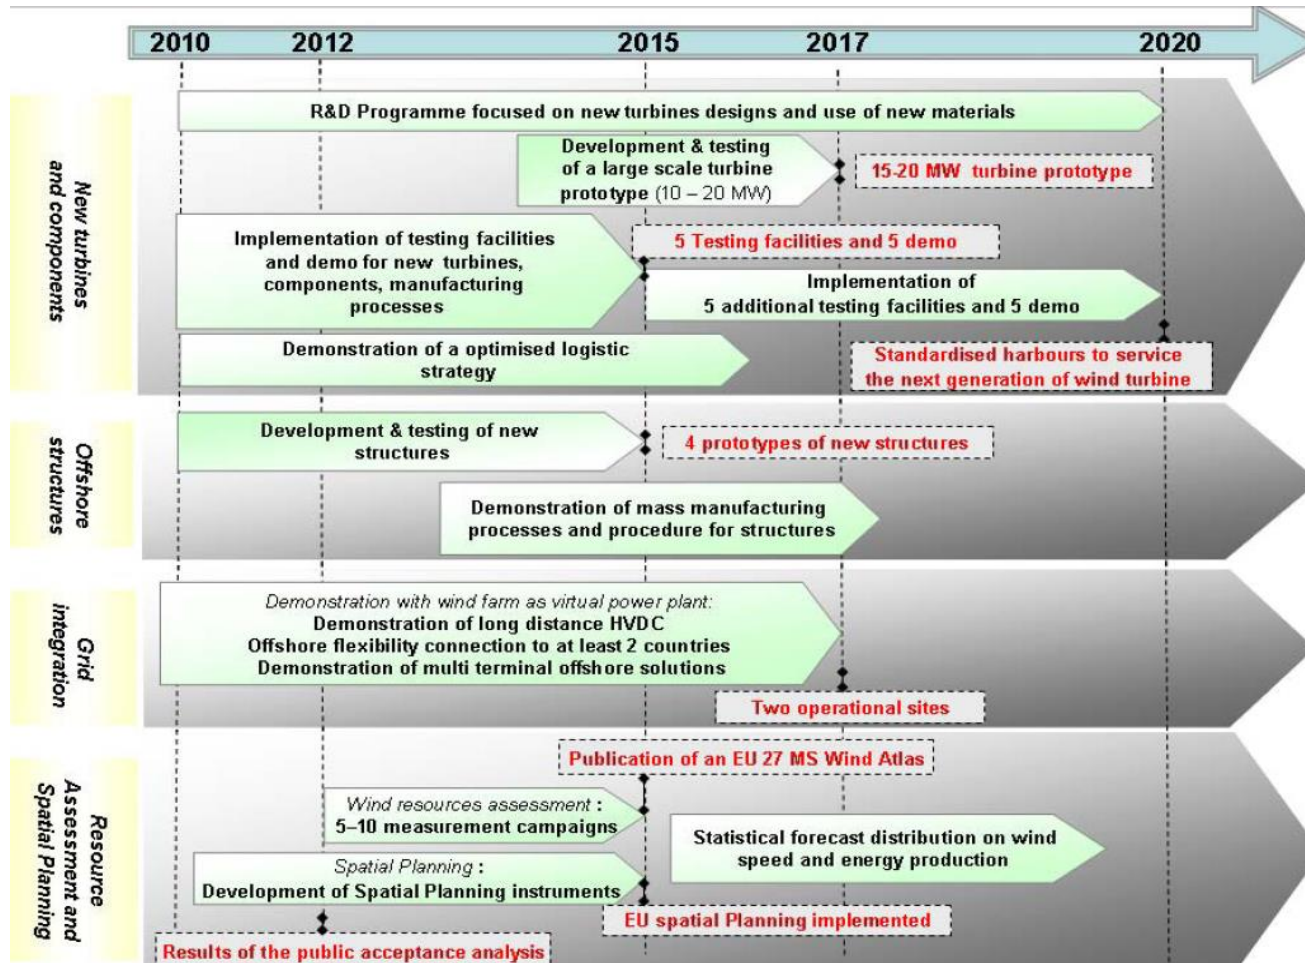 2010 2012 2015 2017 2020
New turbines
and components
R&D Programme focused on new turbines designs and use of new materials
Development & testing
of a large scale turbine
prototype (10 – 20 MW)
15-20 MW turbine prototype
Implementation of testing facilities
and demo for new turbines,
components, manufacturing
processes
5 Testing facilities and 5 demo
Implementation of
5 additional testing facilities and 5 demo
Demonstration of a optimised logistic
strategy
Standardised harbours to service
the next generation of wind turbine
Offshore
structures
Development & testing of new
structures
4 prototypes of new structures
Demonstration of mass manufacturing
processes and procedure for structures
Grid
integration
Demonstration with wind farm as virtual power plant:
Demonstration of long distance HVDC
Offshore flexibility connection to at least 2 countries
Demonstration of multi terminal offshore solutions
Two operational sites
Resource
Assessment and
Spatial Planning
Publication of an EU 27 MS Wind Atlas
Wind resources assessment :
5–10 measurement campaigns
Statistical forecast distribution on wind
speed and energy production
Spatial Planning :
Development of Spatial Planning instruments
EU spatial Planning implemented
Results of the public acceptance analysis